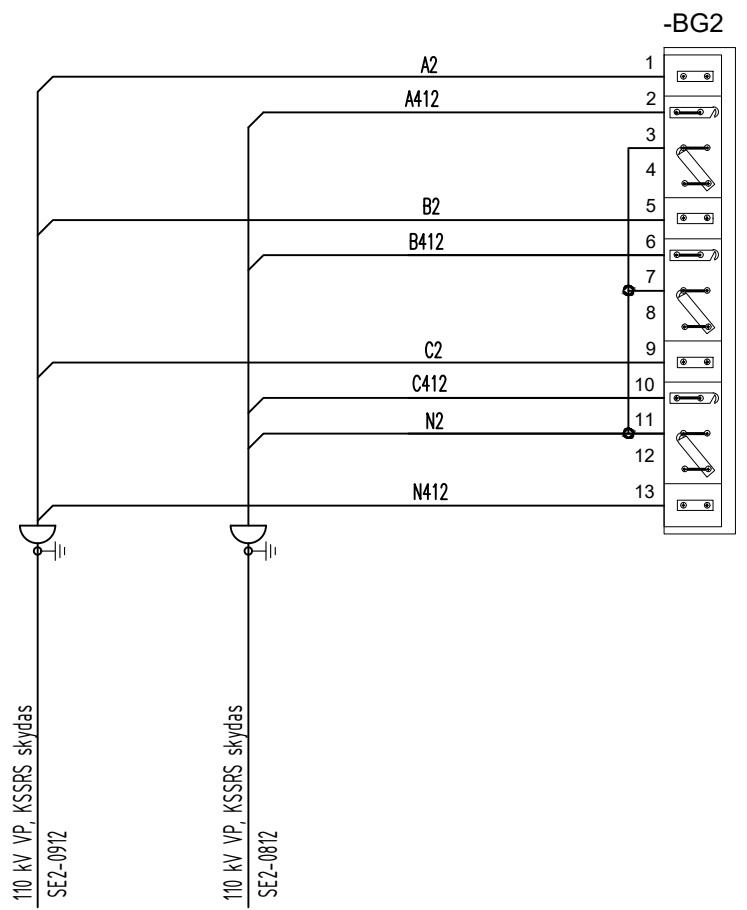 -BG2
A2
1
A412
2
3
4
B2
5
B412
6
7
8
C2
9
C412
10
N2
11
12
N412
13
110 kV VP, KSSRS skydas
SE2-0912
110 kV VP, KSSRS skydas
SE2-0812